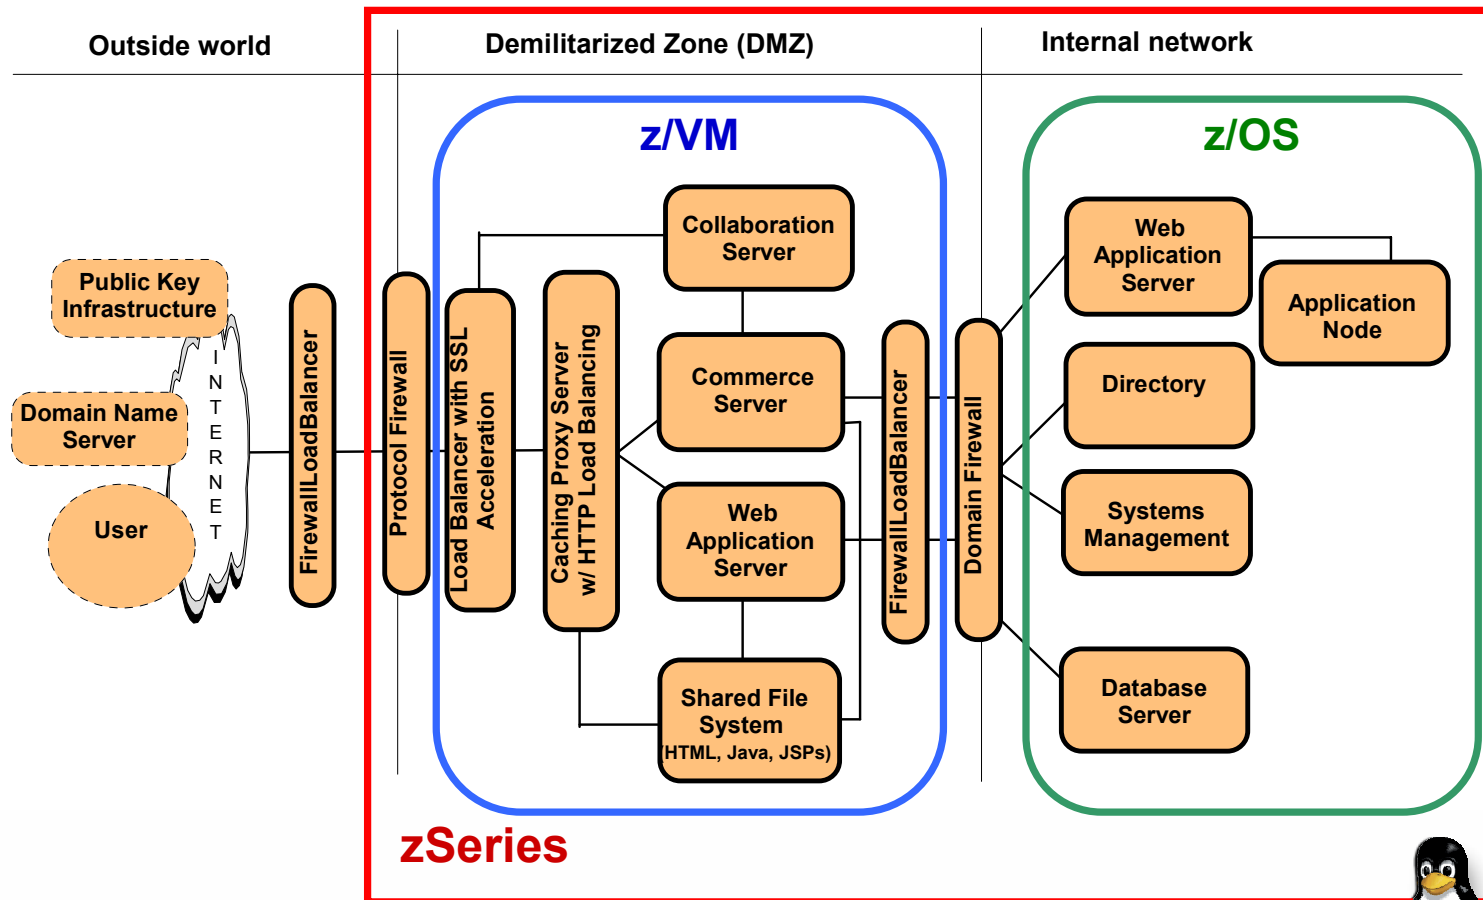 Outside world
Demilitarized Zone (DMZ)
Internal network
z/VM
z/OS
Public Key
Infrastructure
Domain Name
Server
User
INTERNET
FirewallLoadBalancer
Protocol Firewall
Load Balancer with SSL
Acceleration
Caching Proxy Server
w/ HTTP Load Balancing
Collaboration
Server
Commerce
Server
Web
Application
Server
Shared File
System
(HTML, Java, JSPs)
FirewallLoadBalancer
Domain Firewall
Web
Application
Server
Application
Node
Directory
Systems
Management
Database
Server
zSeries